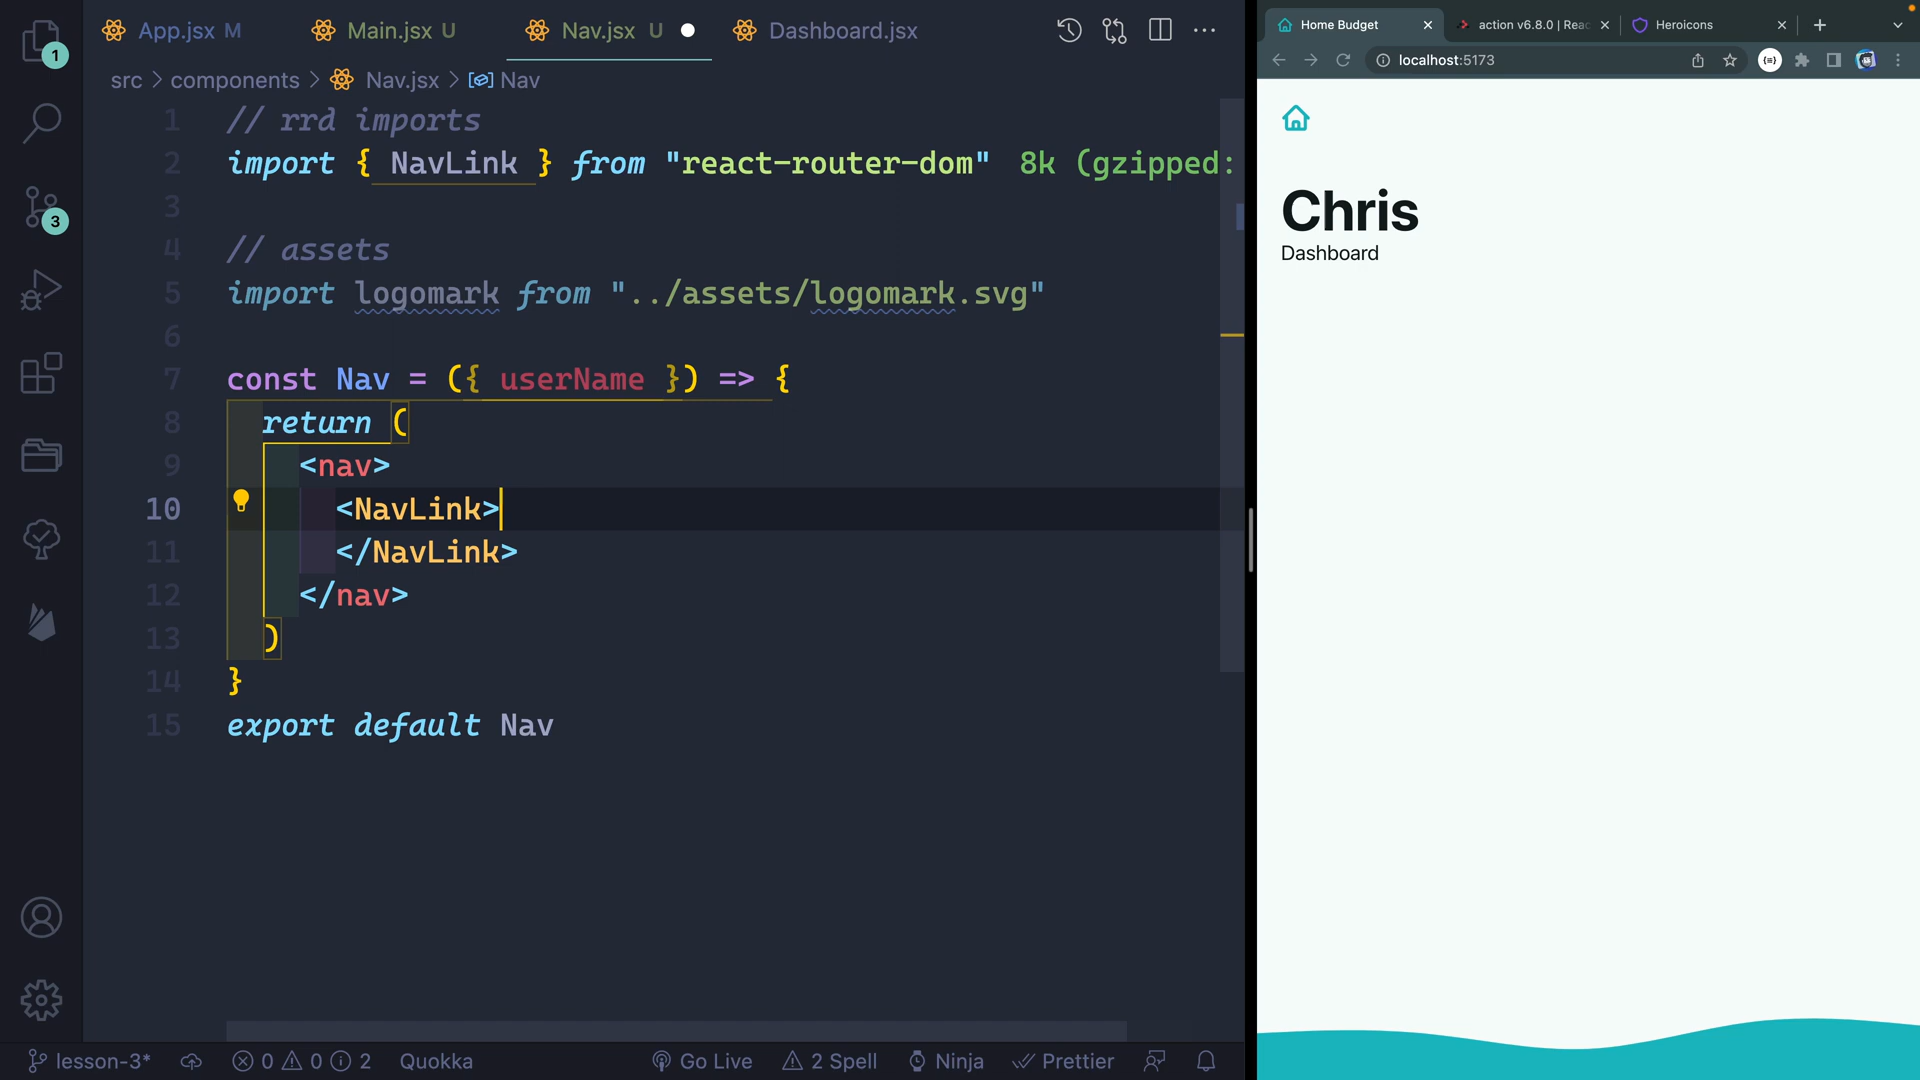 App.jsx M Main.jsx U Nav.jsx U Dashboard.jsx
src > components > Nav.jsx > Nav
1 // rrd imports
2 import { NavLink } from "react-router-dom" 8k (gzipped:
3
4 // assets
5 import logomark from "../assets/logomark.svg"
6
7 const Nav = ({ userName }) => {
8 return (
9 <nav>
10 <NavLink>
11 </NavLink>
12 </nav>
13 )
14 }
15 export default Nav
1
3
lesson-3* 0 0 2 Quokka Go Live 2 Spell Ninja Prettier
Home Budget action v6.8.0 | Reac Heroicons
localhost:5173
Chris
Dashboard